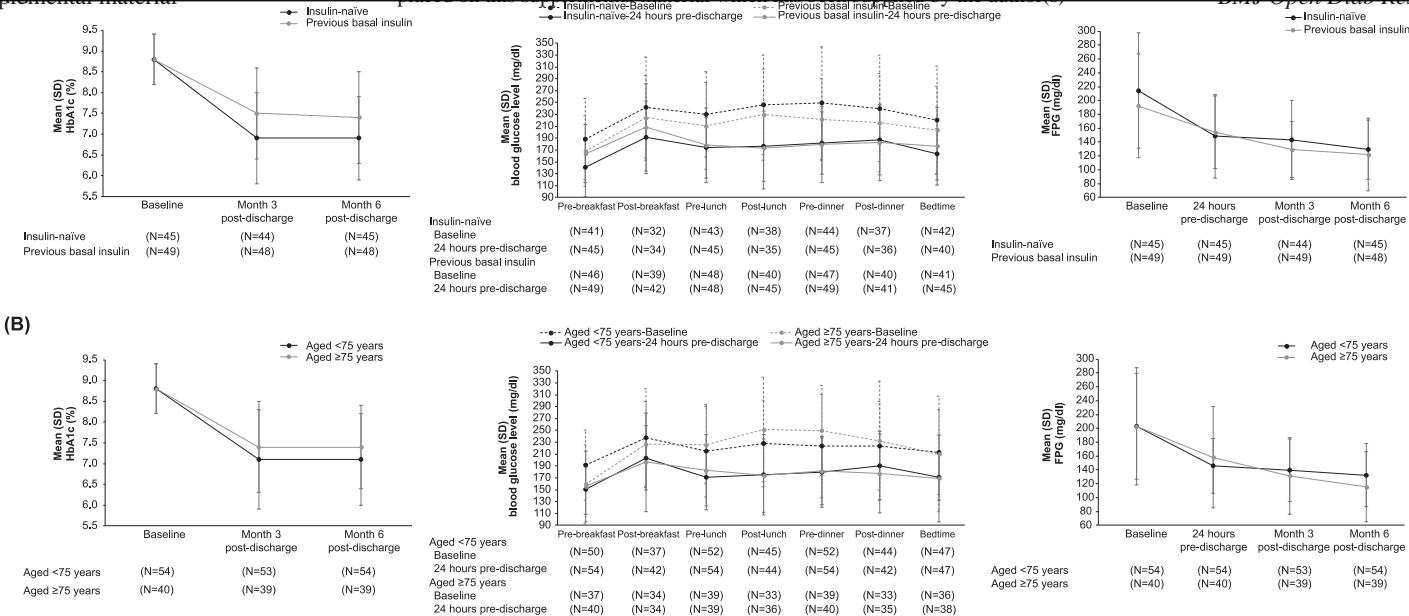 Insulin-naïve
Previous basal insulin
9.5
9.0
8.5
8.0
7.5
7.0
6.5
6.0
5.5
Mean (SD)
HbA1c (%)
Baseline
Month 3
post-discharge
Month 6
post-discharge
Insulin-naïve (N=45) (N=44) (N=45)
Previous basal insulin (N=49) (N=48) (N=48)
Insulin-naïve-Baseline Previous basal insulin-Baseline
Insulin-naïve-24 hours pre-discharge Previous basal insulin-24 hours pre-discharge
350
330
310
290
270
250
230
210
190
170
150
130
110
90
Mean (SD)
blood glucose level (mg/dl)
Pre-breakfast Post-breakfast Pre-lunch Post-lunch Pre-dinner Post-dinner Bedtime
Insulin-naïve
Baseline (N=41) (N=32) (N=43) (N=38) (N=44) (N=37) (N=42)
24 hours pre-discharge (N=45) (N=34) (N=45) (N=35) (N=45) (N=36) (N=40)
Previous basal insulin
Baseline (N=46) (N=39) (N=48) (N=40) (N=47) (N=40) (N=41)
24 hours pre-discharge (N=49) (N=42) (N=48) (N=45) (N=49) (N=41) (N=45)
Insulin-naïve
Previous basal insulin
300
280
260
240
220
200
180
160
140
120
100
80
60
Mean (SD)
FPG (mg/dl)
Baseline
24 hours
pre-discharge
Month 3
post-discharge
Month 6
post-discharge
Insulin-naïve (N=45) (N=45) (N=44) (N=45)
Previous basal insulin (N=49) (N=49) (N=49) (N=48)
(B)
Aged <75 years
Aged ≥75 years
9.5
9.0
8.5
8.0
7.5
7.0
6.5
6.0
5.5
Mean (SD)
HbA1c (%)
Baseline
Month 3
post-discharge
Month 6
post-discharge
Aged <75 years (N=54) (N=53) (N=54)
Aged ≥75 years (N=40) (N=39) (N=39)
Aged <75 years-Baseline Aged ≥75 years-Baseline
Aged <75 years-24 hours pre-discharge Aged ≥75 years-24 hours pre-discharge
350
330
310
290
270
250
230
210
190
170
150
130
110
90
Mean (SD)
blood glucose level (mg/dl)
Pre-breakfast Post-breakfast Pre-lunch Post-lunch Pre-dinner Post-dinner Bedtime
Aged <75 years
Baseline (N=50) (N=37) (N=52) (N=45) (N=52) (N=44) (N=47)
24 hours pre-discharge (N=54) (N=42) (N=54) (N=44) (N=54) (N=42) (N=47)
Aged ≥75 years
Baseline (N=37) (N=34) (N=39) (N=33) (N=39) (N=33) (N=36)
24 hours pre-discharge (N=40) (N=34) (N=39) (N=36) (N=40) (N=35) (N=38)
Aged <75 years
Aged ≥75 years
300
280
260
240
220
200
180
160
140
120
100
80
60
Mean (SD)
FPG (mg/dl)
Baseline
24 hours
pre-discharge
Month 3
post-discharge
Month 6
post-discharge
Aged <75 years (N=54) (N=54) (N=53) (N=54)
Aged ≥75 years (N=40) (N=40) (N=39) (N=39)